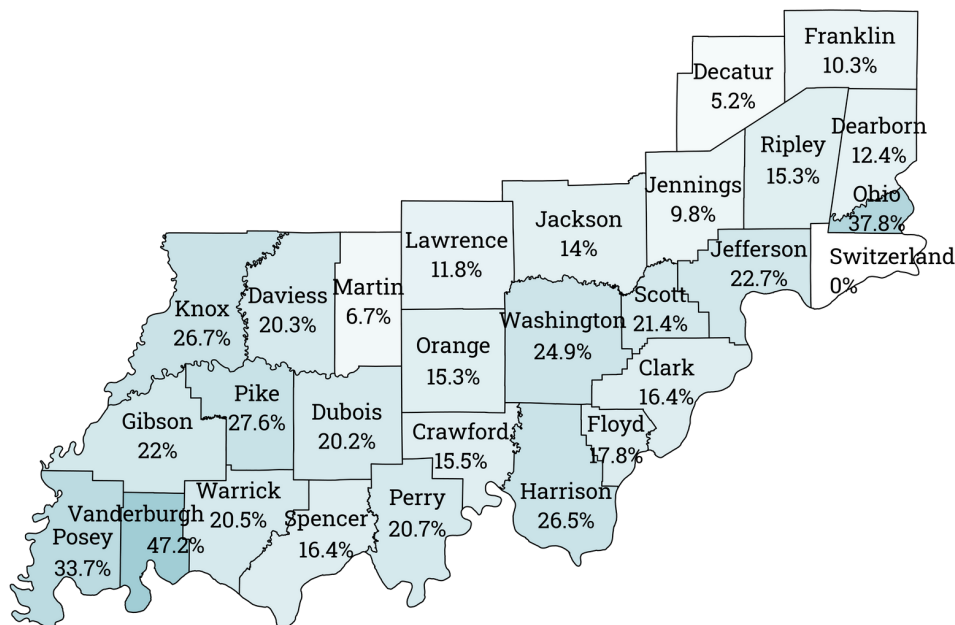 Franklin
10.3%
Decatur
5.2%
Dearborn
12.4%
Ripley
15.3%
Jennings
9.8%
Ohio
37.8%
Jackson
14%
Lawrence
11.8%
Jefferson
22.7%
Switzerland
0%
Martin
6.7%
Daviess
20.3%
Knox
26.7%
Scott
21.4%
Washington
24.9%
Orange
15.3%
Clark
16.4%
Pike
27.6%
Dubois
20.2%
Gibson
22%
Crawford
15.5%
Floyd
17.8%
Harrison
26.5%
Warrick
20.5%
Perry
20.7%
Spencer
16.4%
Vanderburgh
47.2%
Posey
33.7%